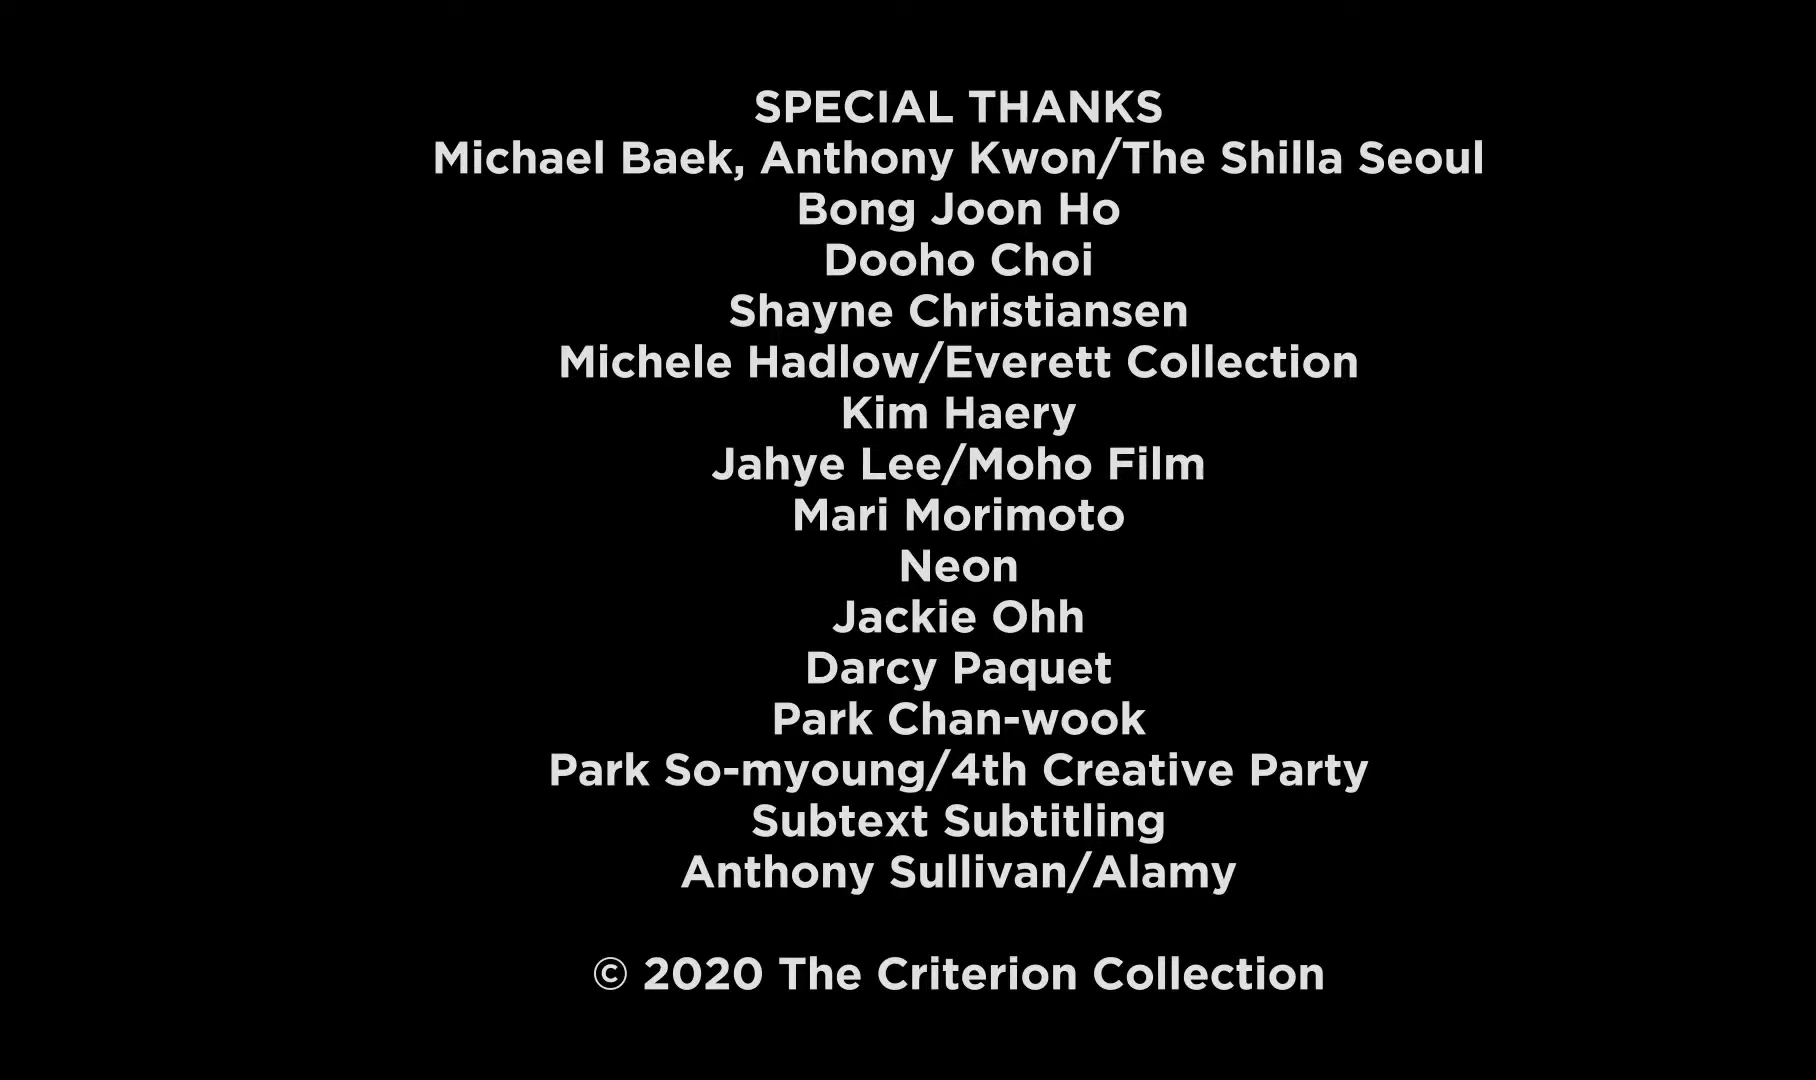 SPECIAL THANKS
Michael Baek, Anthony Kwon/The Shilla Seoul
Bong Joon Ho
Dooho Choi
Shayne Christiansen
Michele Hadlow/Everett Collection
Kim Haery
Jahye Lee/Moho Film
Mari Morimoto
Neon
Jackie Ohh
Darcy Paquet
Park Chan-wook
Park So-myoung/4th Creative Party
Subtext Subtitling
Anthony Sullivan/Alamy
© 2020 The Criterion Collection